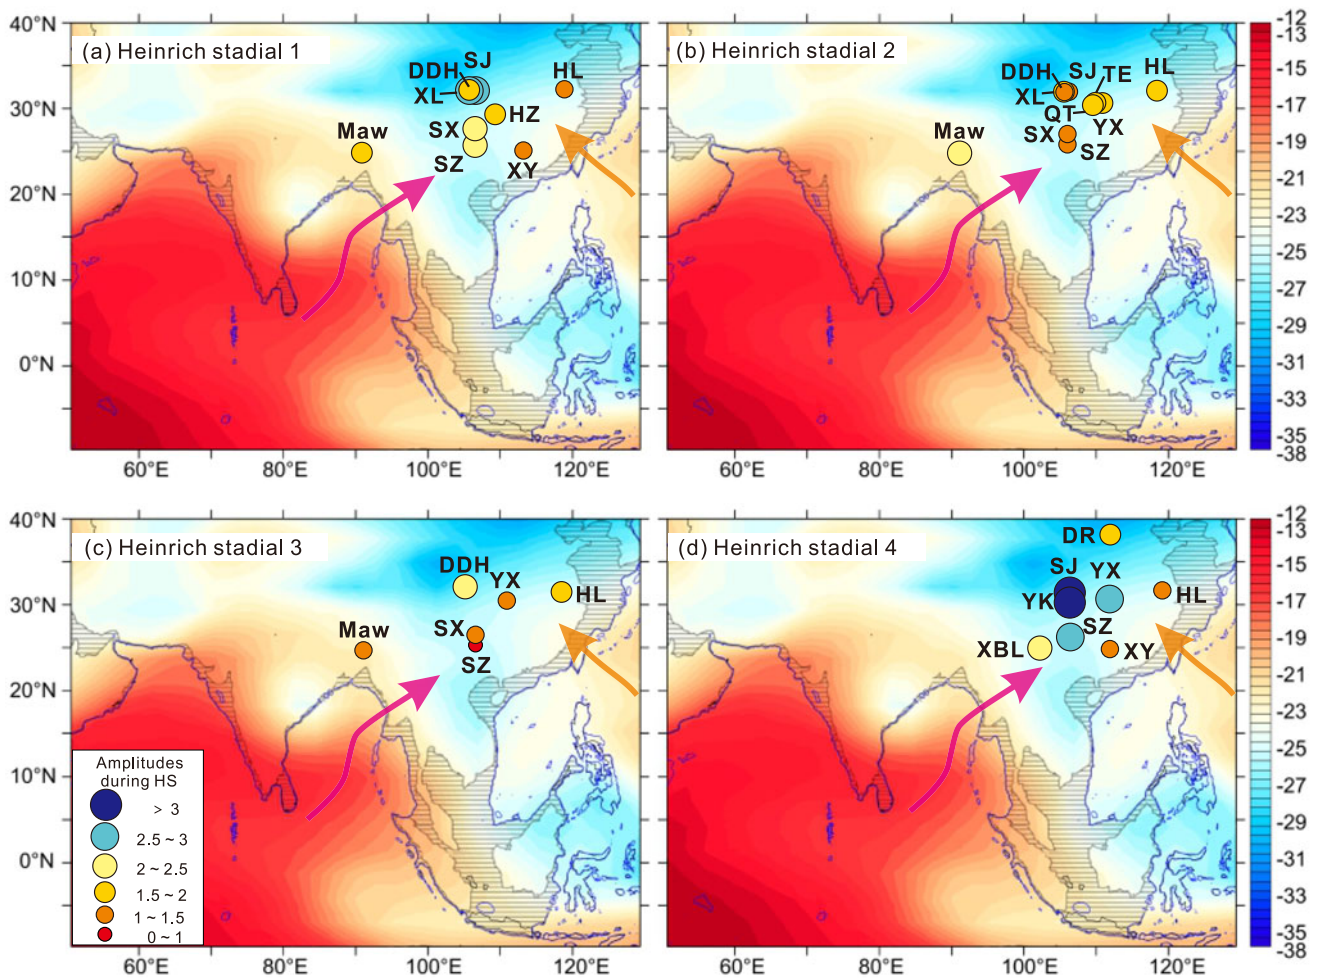 (a) Heinrich stadial 1
40°N
30°N
20°N
10°N
0°N
60°E
80°E
100°E
120°E
DDH
SJ
XL
HL
HZ
SX
SZ
Maw
XY
(b) Heinrich stadial 2
DDH
SJ
TE
HL
XL
QT
YX
SX
SZ
Maw
60°E
80°E
100°E
120°E
-12
-13
-15
-17
-19
-21
-23
-25
-27
-29
-31
-33
-35
-38
(c) Heinrich stadial 3
40°N
30°N
20°N
10°N
0°N
60°E
80°E
100°E
120°E
DDH
YX
HL
SX
SZ
Maw
Amplitudes
during HS
> 3
2.5 ~ 3
2 ~ 2.5
1.5 ~ 2
1 ~ 1.5
0 ~ 1
(d) Heinrich stadial 4
DR
SJ
YX
YK
HL
SZ
XBL
XY
60°E
80°E
100°E
120°E
-12
-13
-15
-17
-19
-21
-23
-25
-27
-29
-31
-33
-35
-38